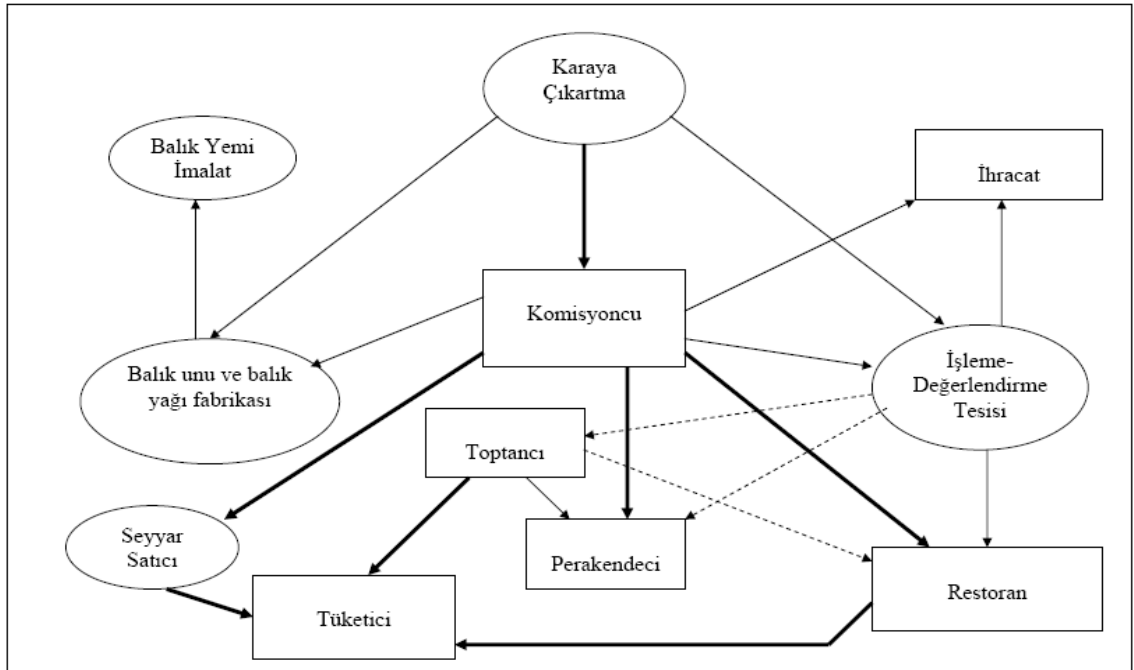 Karaya
Çıkartma
Balık Yemi
İmalat
İhracat
Komisyoncu
Balık unu ve balık
yağı fabrikası
İşleme-
Değerlendirme
Tesisi
Toptancı
Seyyar
Satıcı
Perakendeci
Tüketici
Restoran